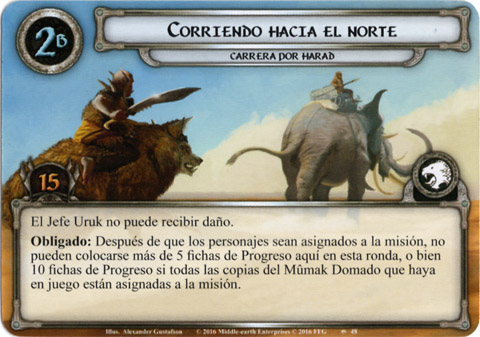 2B
CORRIENDO HACIA EL NORTE
CARRERA POR HARAD
15
El Jefe Uruk no puede recibir daño.
Obligado: Después de que los personajes sean asignados a la misión, no
pueden colocarse más de 5 fichas de Progreso aquí en esta ronda, o bien
10 fichas de Progreso si todas las copias del Mûmak Domado que haya
en juego están asignadas a la misión.
Illus. Alexander Gustafson © 2016 Middle-earth Enterprises © 2016 FFG 48